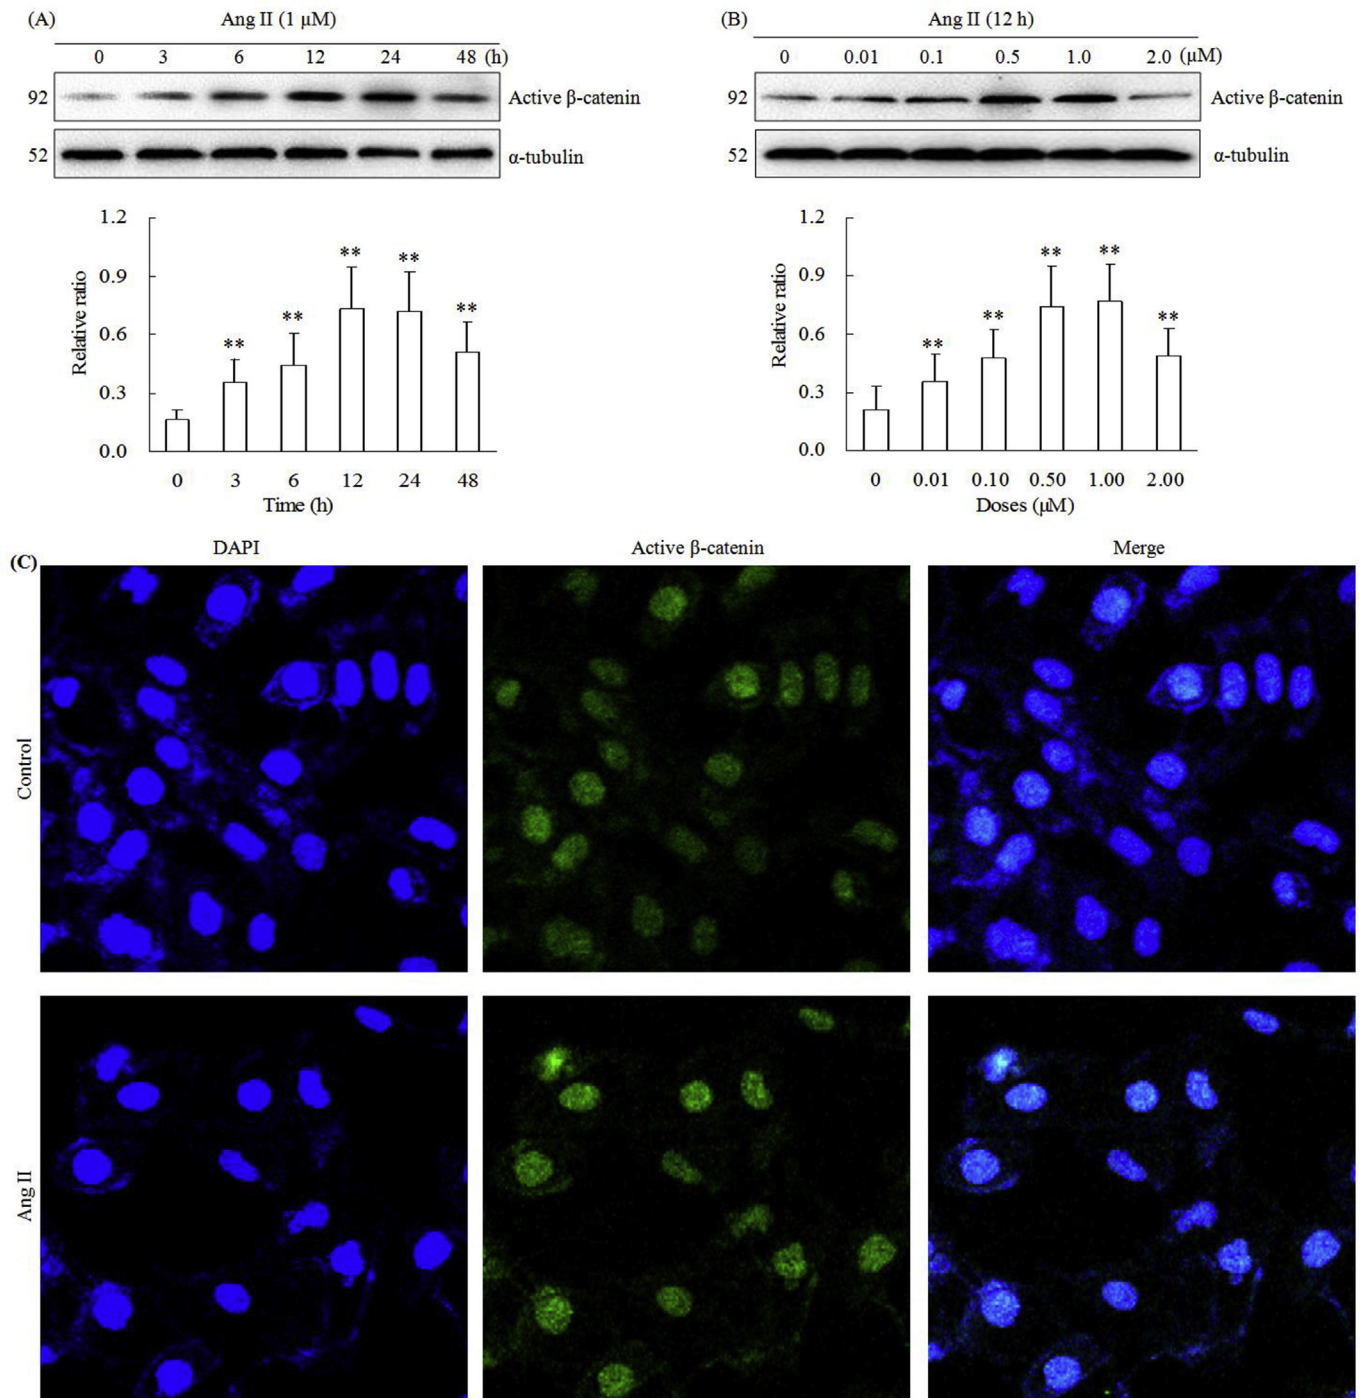 (A)
Ang II (1 μM)
0 3 6 12 24 48 (h)
92 Active β-catenin
52 α-tubulin
Relative ratio
1.2
0.9
0.6
0.3
0.0
** ** ** ** **
0 3 6 12 24 48
Time (h)
(B)
Ang II (12 h)
0 0.01 0.1 0.5 1.0 2.0 (μM)
92 Active β-catenin
52 α-tubulin
Relative ratio
1.2
0.9
0.6
0.3
0.0
** ** ** ** **
0 0.01 0.10 0.50 1.00 2.00
Doses (μM)
(C)
DAPI Active β-catenin Merge
Control
Ang II